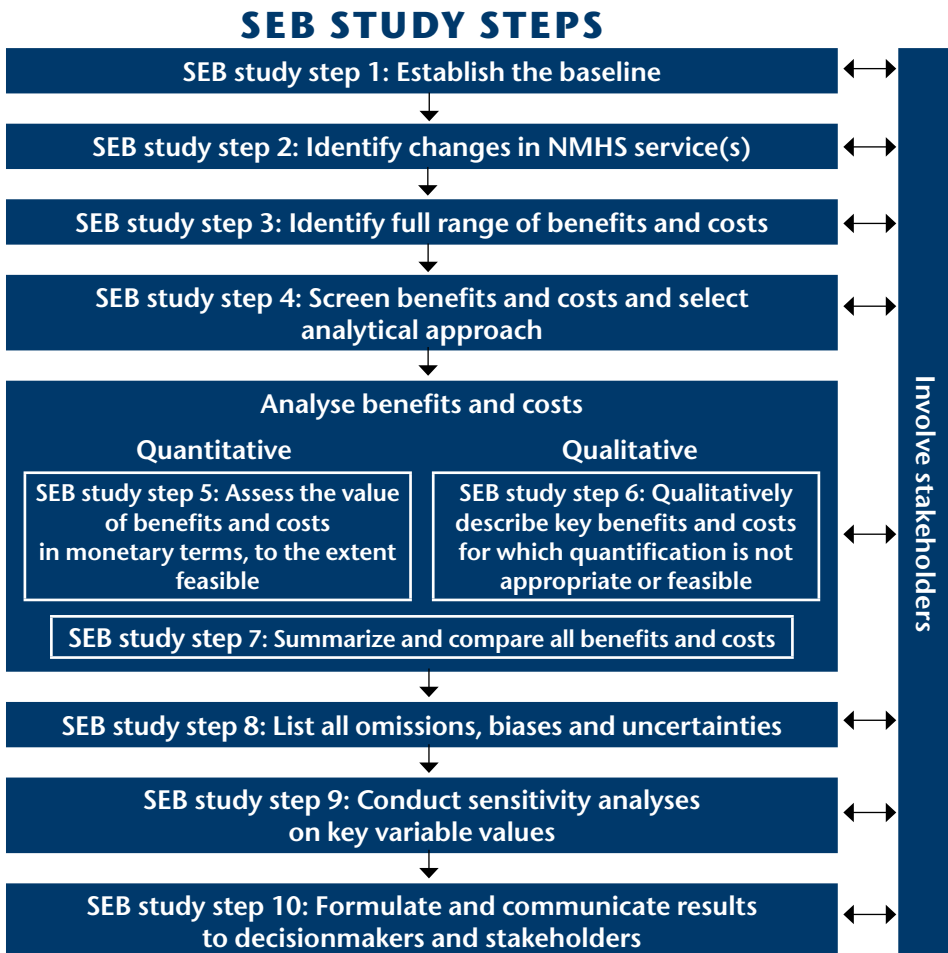 SEB STUDY STEPS
SEB study step 1: Establish the baseline
SEB study step 2: Identify changes in NMHS service(s)
SEB study step 3: Identify full range of benefits and costs
SEB study step 4: Screen benefits and costs and select
analytical approach
Analyse benefits and costs
Quantitative
SEB study step 5: Assess the value
of benefits and costs
in monetary terms, to the extent
feasible
Qualitative
SEB study step 6: Qualitatively
describe key benefits and costs
for which quantification is not
appropriate or feasible
SEB study step 7: Summarize and compare all benefits and costs
SEB study step 8: List all omissions, biases and uncertainties
SEB study step 9: Conduct sensitivity analyses
on key variable values
SEB study step 10: Formulate and communicate results
to decisionmakers and stakeholders
Involve stakeholders